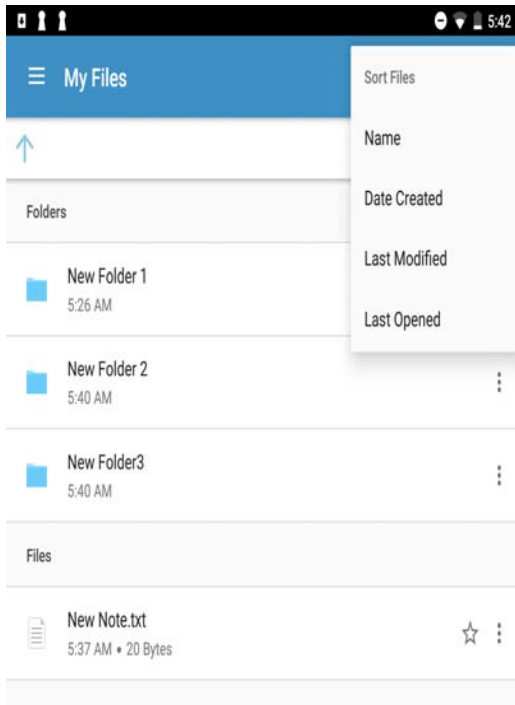 5:42
My Files
Sort Files
Name
Date Created
Last Modified
Last Opened
Folders
New Folder 1
5:26 AM
New Folder 2
5:40 AM
New Folder3
5:40 AM
Files
New Note.txt
5:37 AM • 20 Bytes